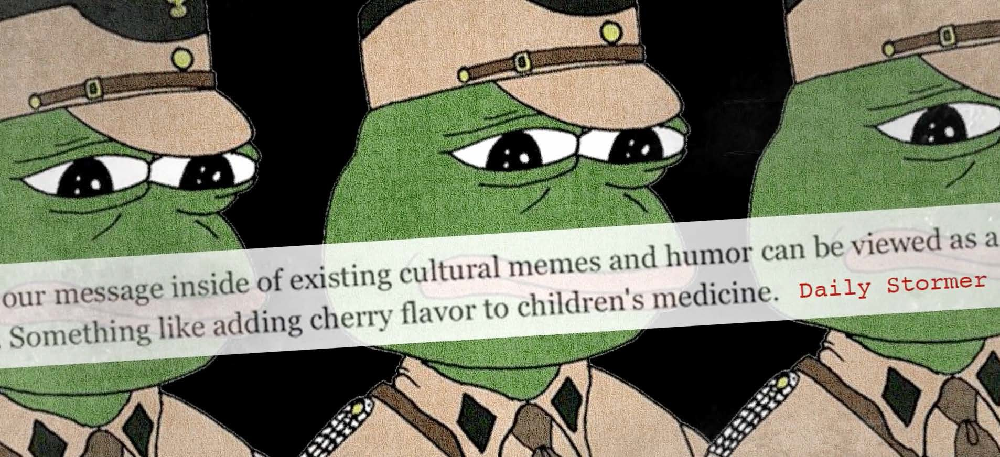 our message inside of existing cultural memes and humor can be viewed as a
. Something like adding cherry flavor to children's medicine. Daily Stormer